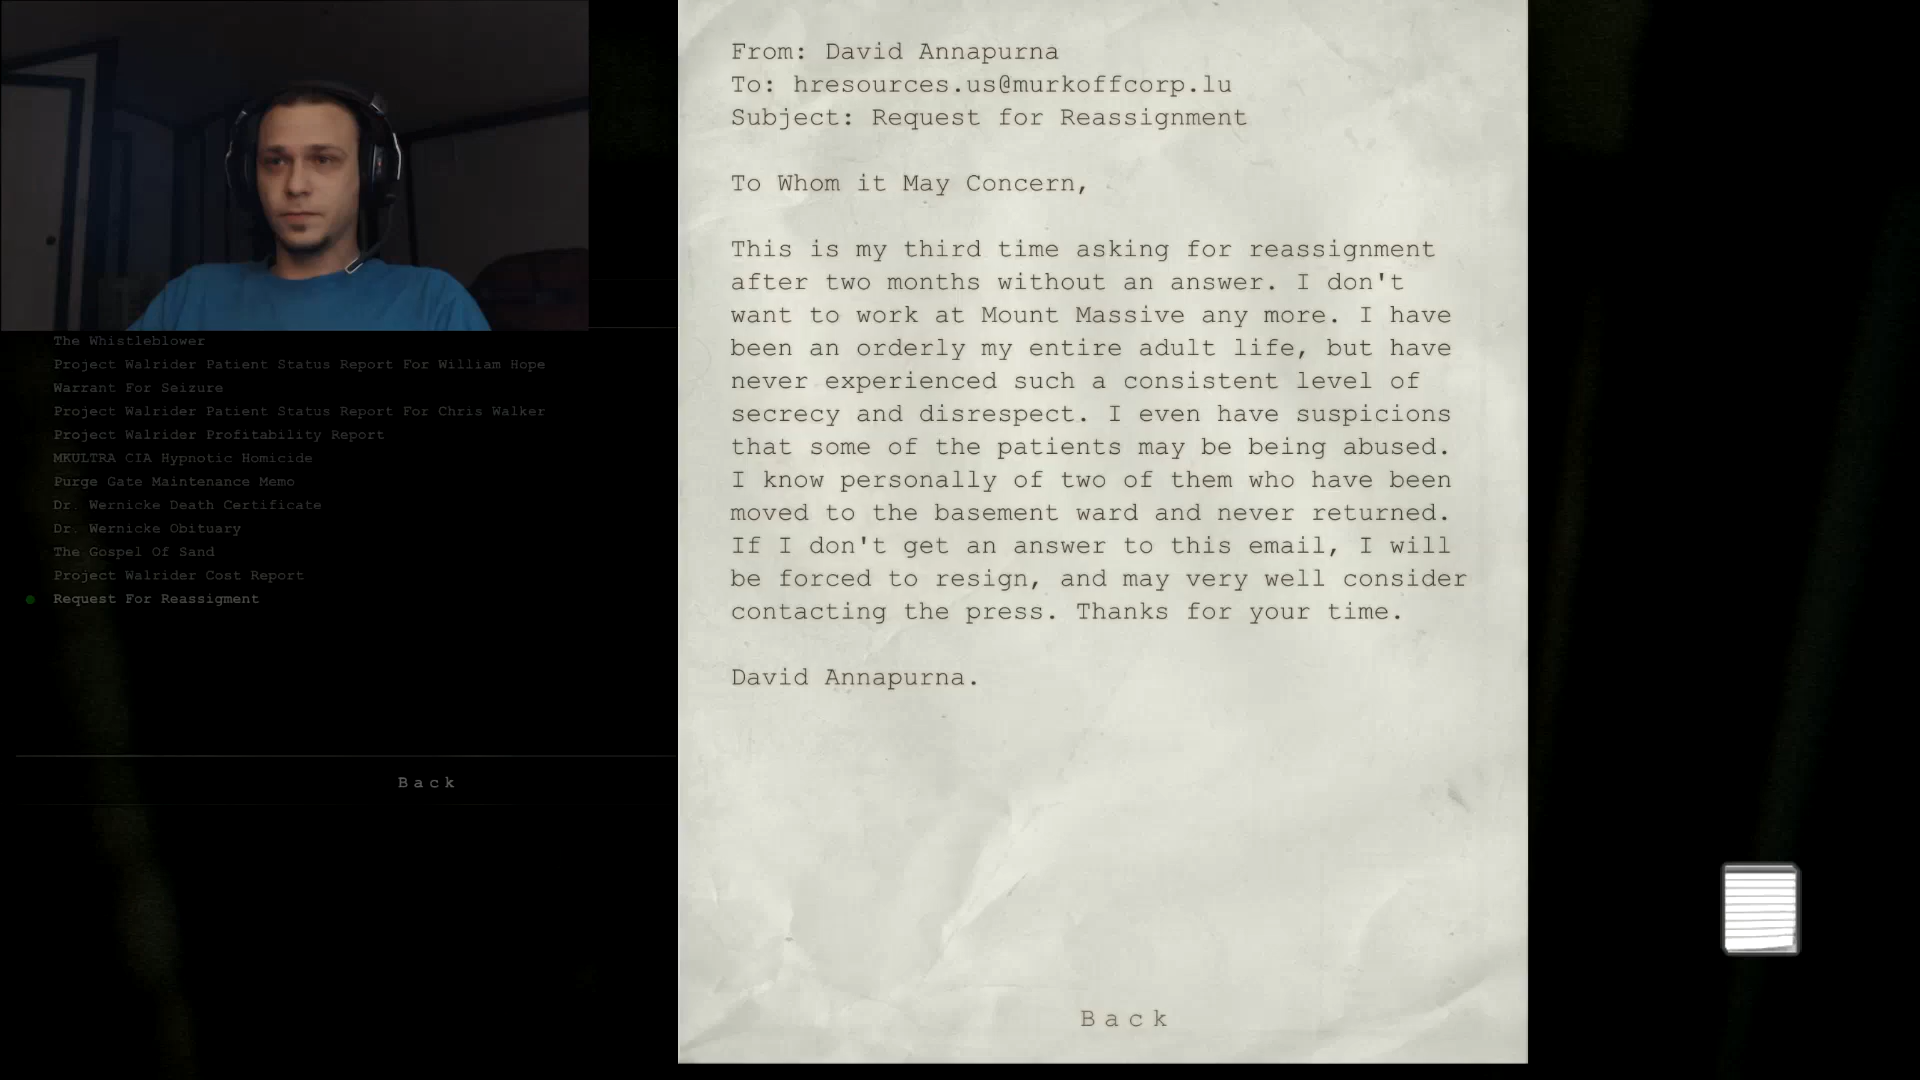 From: David Annapurna
To: hresources.us@murkoffcorp.lu
Subject: Request for Reassignment
To Whom it May Concern,
This is my third time asking for reassignment
after two months without an answer. I don't
want to work at Mount Massive any more. I have
been an orderly my entire adult life, but have
never experienced such a consistent level of
secrecy and disrespect. I even have suspicions
that some of the patients may be being abused.
I know personally of two of them who have been
moved to the basement ward and never returned.
If I don't get an answer to this email, I will
be forced to resign, and may very well consider
contacting the press. Thanks for your time.
David Annapurna.
Back
The Whistleblower
Project Walrider Patient Status Report For William Hope
Warrant For Seizure
Project Walrider Patient Status Report For Chris Walker
Project Walrider Profitability Report
MKULTRA CIA Hypnotic Homicide
Purge Gate Maintenance Memo
Dr. Wernicke Death Certificate
Dr. Wernicke Obituary
The Gospel Of Sand
Project Walrider Cost Report
Request For Reassigment
Back